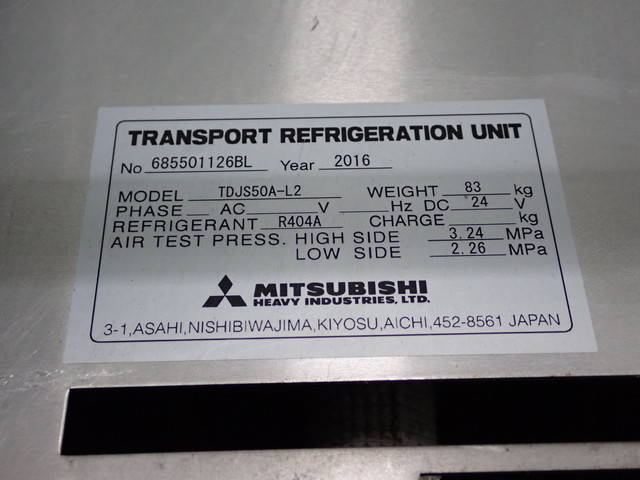 TRANSPORT REFRIGERATION UNIT
No 685501126BL Year 2016
MODEL TDJS50A-L2 WEIGHT 83 kg
PHASE AC V Hz DC 24 V
REFRIGERANT R404A CHARGE kg
AIR TEST PRESS. HIGH SIDE 3.24 MPa
LOW SIDE 2.26 MPa
MITSUBISHI
HEAVY INDUSTRIES, LTD.
3-1,ASAHI,NISHIBIWAJIMA,KIYOSU,AICHI,452-8561 JAPAN